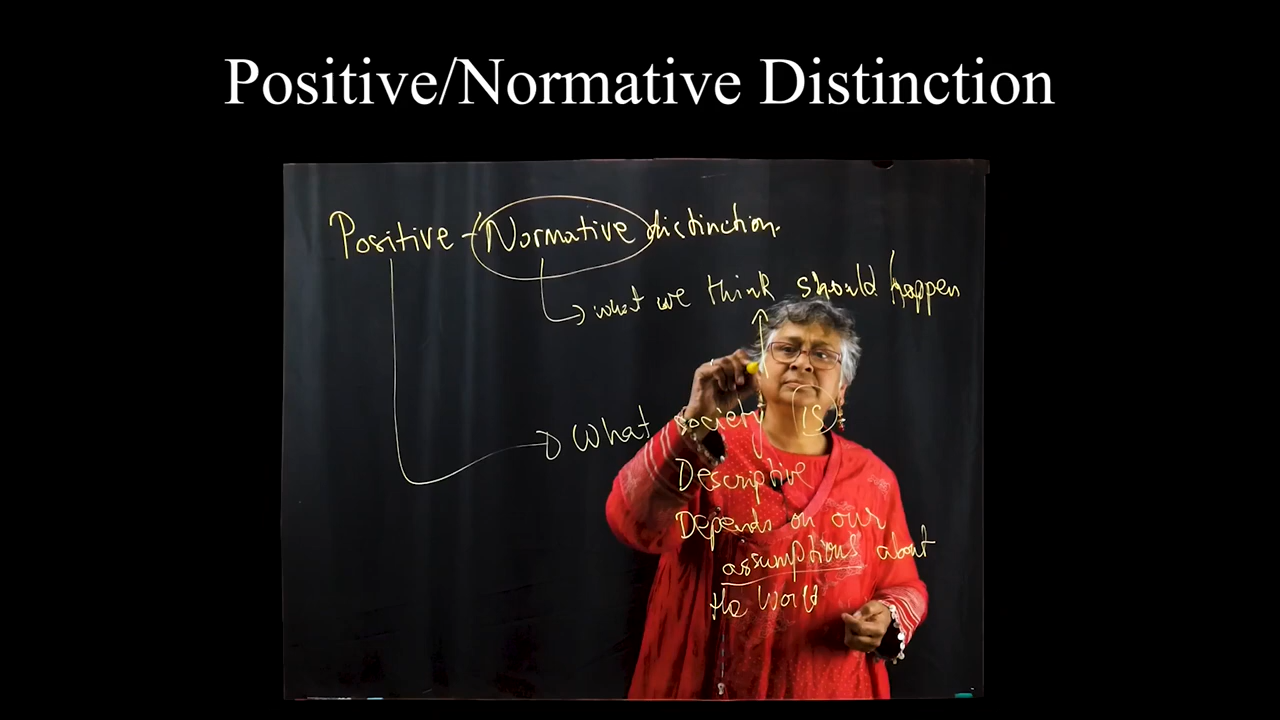 Positive/Normative Distinction
Positive - Normative distinction.
what we think should happen
What society is
Descriptive
Depends on our
assumptions about
the World